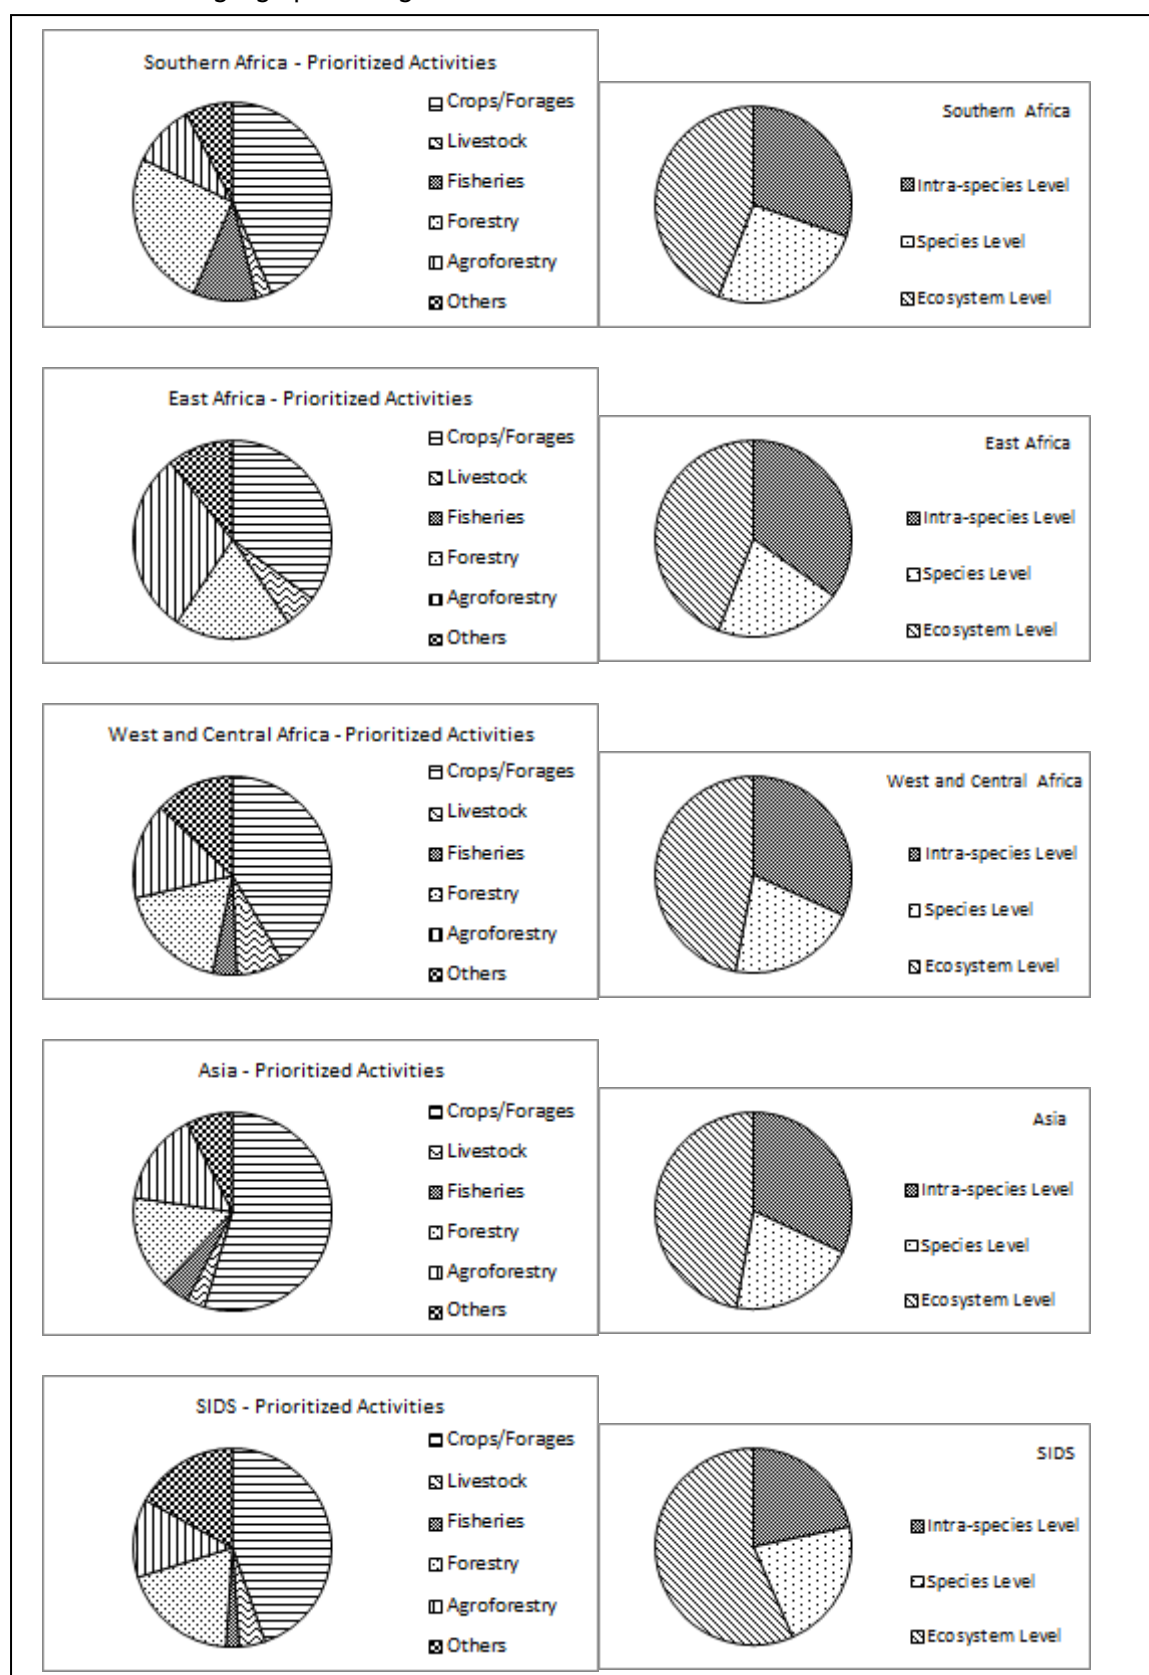 Southern Africa - Prioritized Activities
Crops/Forages
Livestock
Fisheries
Forestry
Agroforestry
Others
Southern Africa
Intra-species Level
Species Level
Ecosystem Level
East Africa - Prioritized Activities
Crops/Forages
Livestock
Fisheries
Forestry
Agroforestry
Others
East Africa
Intra-species Level
Species Level
Ecosystem Level
West and Central Africa - Prioritized Activities
Crops/Forages
Livestock
Fisheries
Forestry
Agroforestry
Others
West and Central Africa
Intra-species Level
Species Level
Ecosystem Level
Asia - Prioritized Activities
Crops/Forages
Livestock
Fisheries
Forestry
Agroforestry
Others
Asia
Intra-species Level
Species Level
Ecosystem Level
SIDS - Prioritized Activities
Crops/Forages
Livestock
Fisheries
Forestry
Agroforestry
Others
SIDS
Intra-species Level
Species Level
Ecosystem Level